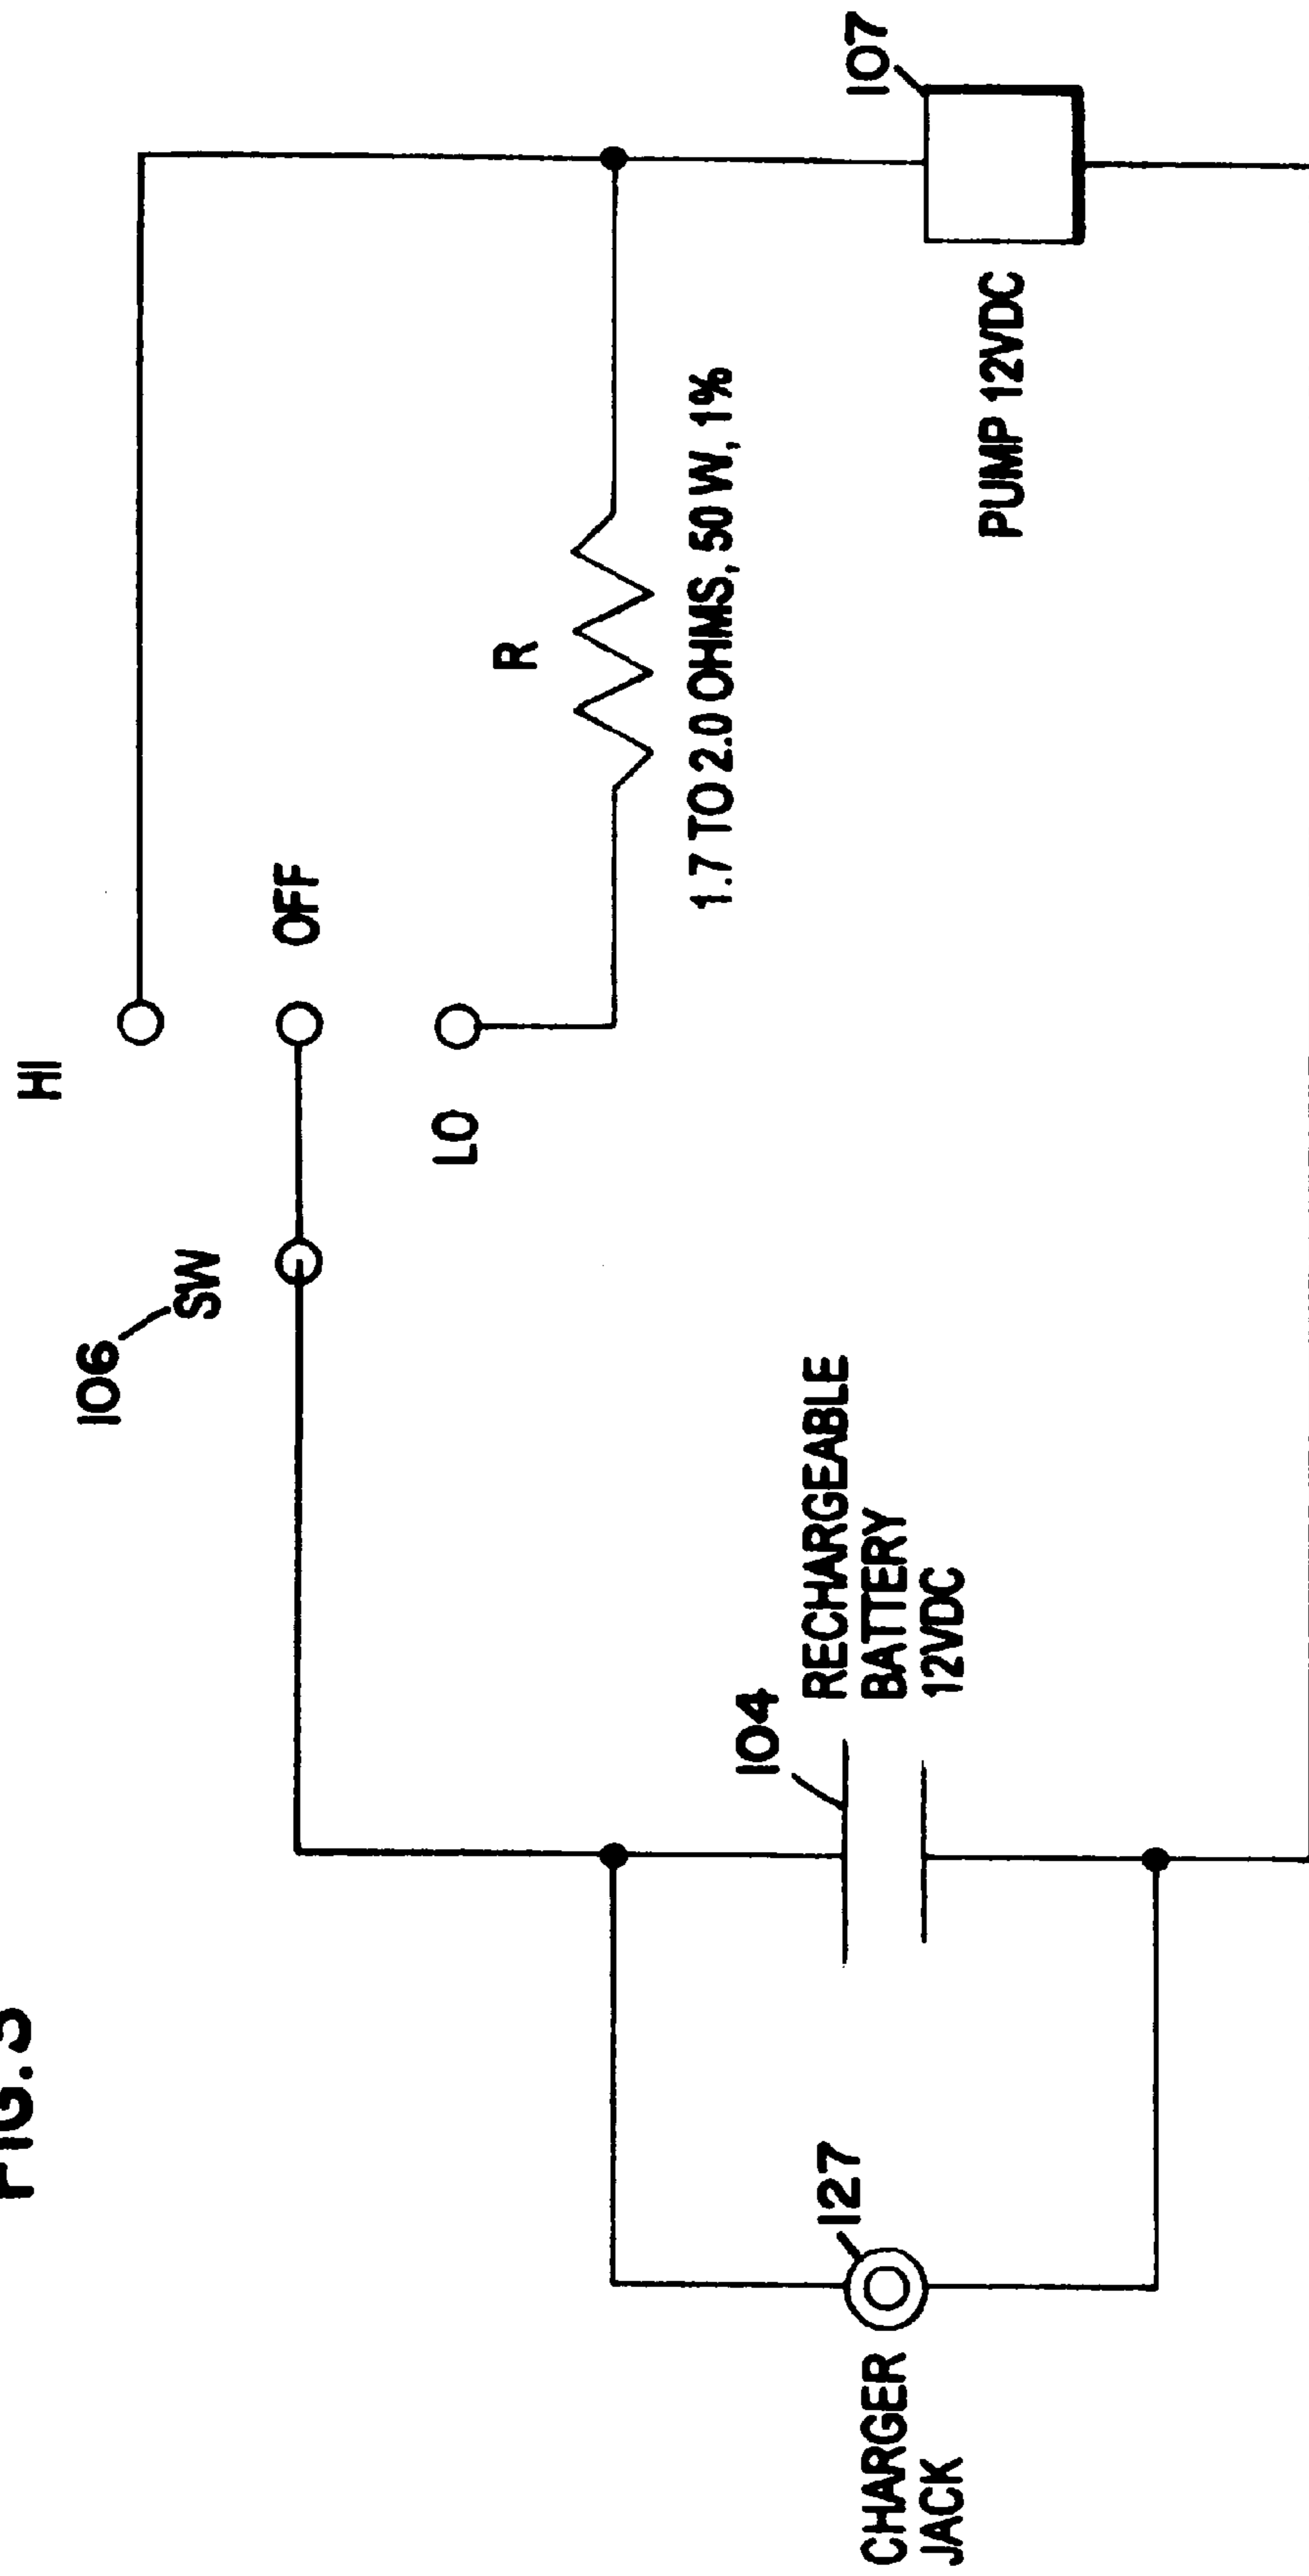 FIG.
HI
106
SW
OFF
LO
R
1.7 TO 2.0 OHMS, 50 W, 1%
104
RECHARGEABLE
BATTERY
12VDC
127
CHARGER
JACK
107
PUMP 12VDC